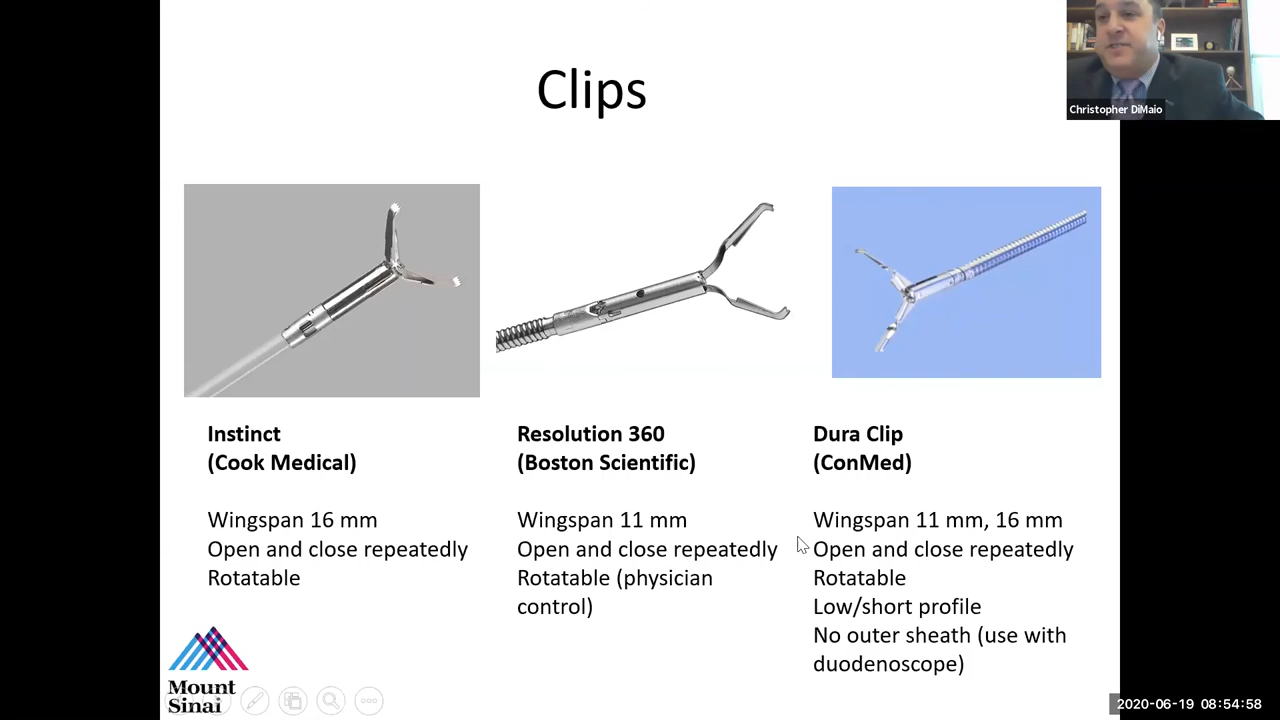 Clips
Christopher DiMaio
Instinct
(Cook Medical)
Wingspan 16 mm
Open and close repeatedly
Rotatable
Resolution 360
(Boston Scientific)
Wingspan 11 mm
Open and close repeatedly
Rotatable (physician
control)
Dura Clip
(ConMed)
Wingspan 11 mm, 16 mm
Open and close repeatedly
Rotatable
Low/short profile
No outer sheath (use with
duodenoscope)
Mount
Sinai
2020-06-19 08:54:58